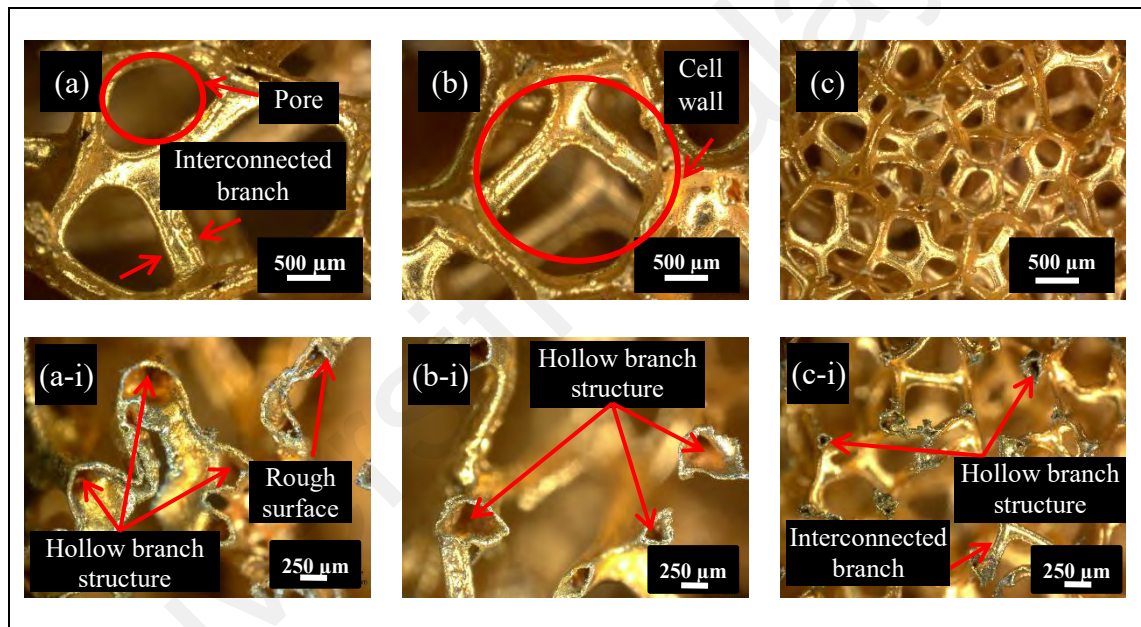 (a)
Pore
Interconnected
branch
500 µm
(b)
Cell
wall
500 µm
(c)
500 µm
(a-i)
Hollow branch
structure
Rough
surface
250 µm
(b-i)
Hollow branch
structure
250 µm
(c-i)
Hollow branch
structure
Interconnected
branch
250 µm